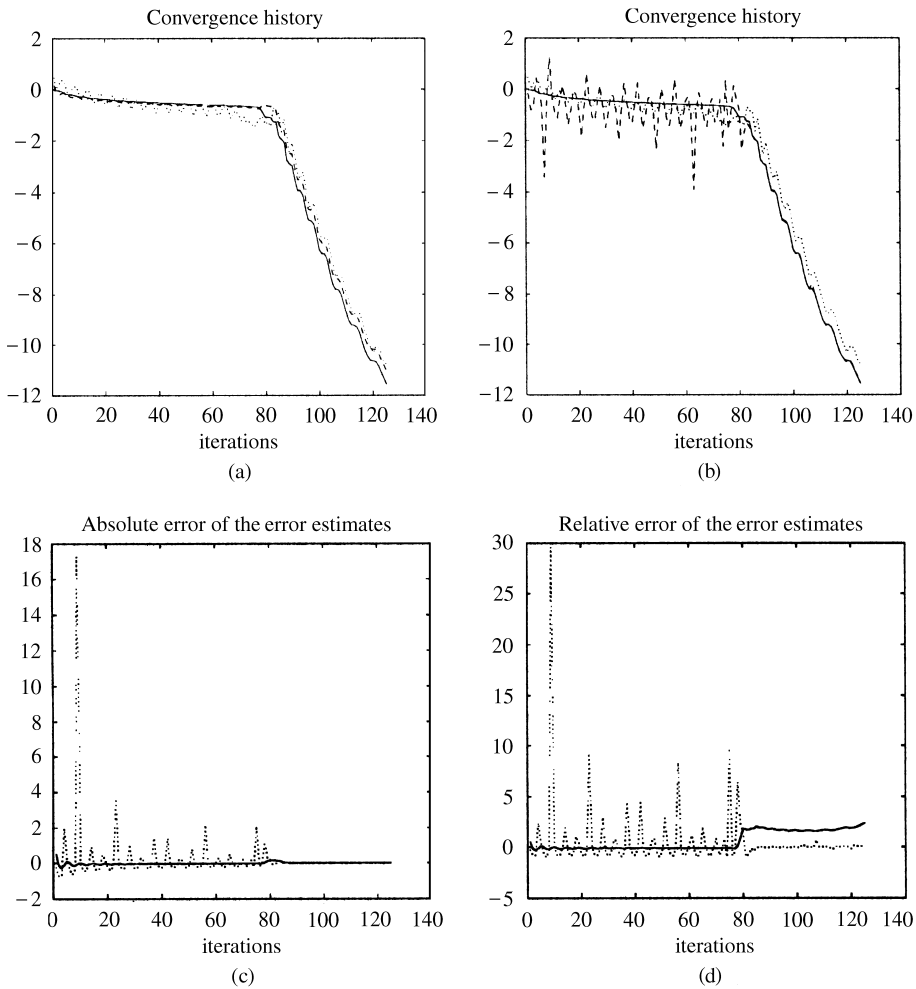 Convergence history
2
0
−2
−4
−6
−8
−10
−12
0 20 40 60 80 100 120 140
iterations
(a)
Convergence history
2
0
−2
−4
−6
−8
−10
−12
0 20 40 60 80 100 120 140
iterations
(b)
Absolute error of the error estimates
18
16
14
12
10
8
6
4
2
0
−2
0 20 40 60 80 100 120 140
iterations
(c)
Relative error of the error estimates
30
25
20
15
10
5
0
−5
0 20 40 60 80 100 120 140
iterations
(d)